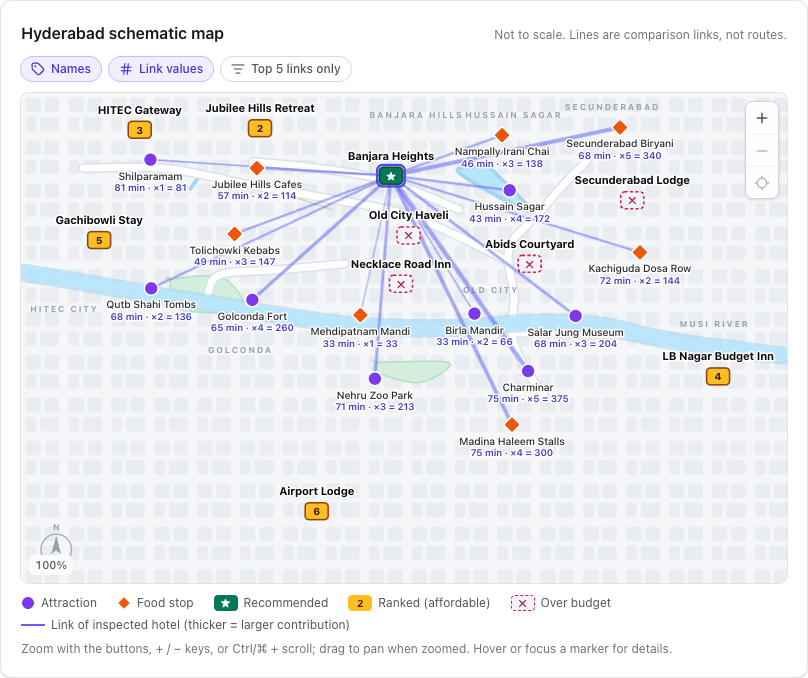 Hyderabad schematic map
Not to scale. Lines are comparison links, not routes.
Names
Link values
Top 5 links only
HITEC Gateway
3
Jubilee Hills Retreat
2
BANJARA HILLS
HUSSAIN SAGAR
SECUNDERABAD
+
−
Banjara Heights
Nampally Irani Chai
46 min · ×3 = 138
Secunderabad Biryani
68 min · ×5 = 340
Shilparamam
81 min · ×1 = 81
Jubilee Hills Cafes
57 min · ×2 = 114
Secunderabad Lodge
Hussain Sagar
43 min · ×4 = 172
Gachibowli Stay
5
Old City Haveli
Tolichowki Kebabs
49 min · ×3 = 147
Abids Courtyard
Necklace Road Inn
Kachiguda Dosa Row
72 min · ×2 = 144
OLD CITY
HITEC CITY
Qutb Shahi Tombs
68 min · ×2 = 136
Golconda Fort
65 min · ×4 = 260
Mehdipatnam Mandi
33 min · ×1 = 33
Birla Mandir
33 min · ×2 = 66
Salar Jung Museum
68 min · ×3 = 204
MUSI RIVER
GOLCONDA
LB Nagar Budget Inn
4
Nehru Zoo Park
71 min · ×3 = 213
Charminar
75 min · ×5 = 375
Madina Haleem Stalls
75 min · ×4 = 300
Airport Lodge
6
N
100%
Attraction
Food stop
Recommended
2
Ranked (affordable)
Over budget
Link of inspected hotel (thicker = larger contribution)
Zoom with the buttons, + / − keys, or Ctrl/⌘ + scroll; drag to pan when zoomed. Hover or focus a marker for details.